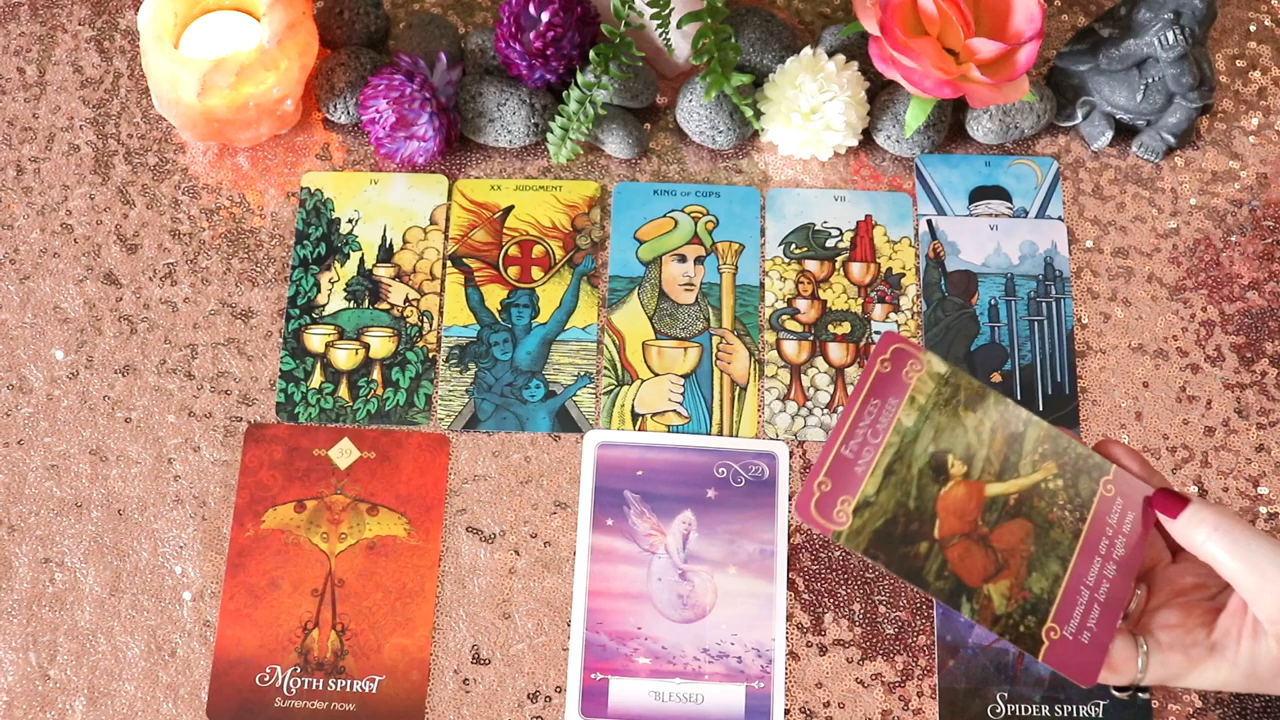 IV
XX - JUDGMENT
KING OF CUPS
VII
II
VI
FINANCES
AND CAREER
Financial issues are a factor
in your love life right now.
39
MOTH SPIRIT
Surrender now.
22
BLESSED
SPIDER SPIRIT